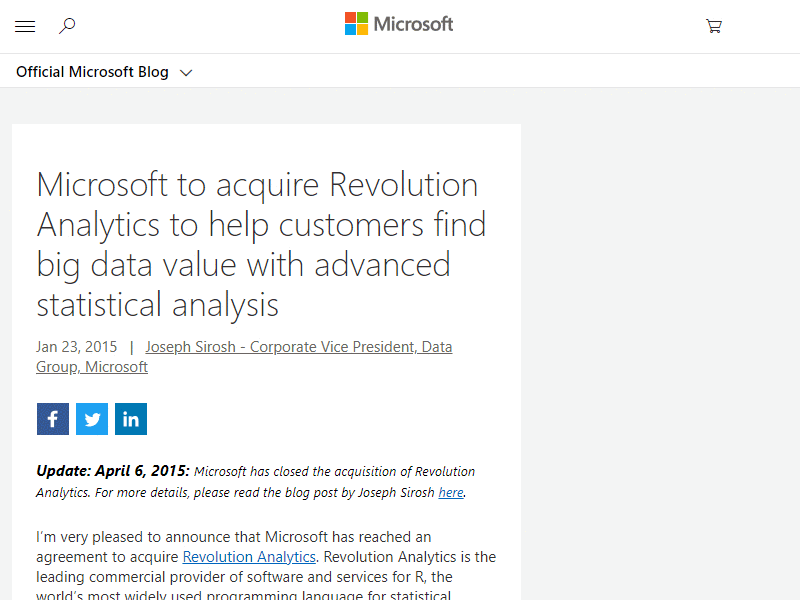 Microsoft
Official Microsoft Blog
Microsoft to acquire Revolution
Analytics to help customers find
big data value with advanced
statistical analysis
Jan 23, 2015 | Joseph Sirosh - Corporate Vice President, Data
Group, Microsoft
Update: April 6, 2015: Microsoft has closed the acquisition of Revolution
Analytics. For more details, please read the blog post by Joseph Sirosh here.
I'm very pleased to announce that Microsoft has reached an
agreement to acquire Revolution Analytics. Revolution Analytics is the
leading commercial provider of software and services for R, the
world's most widely used programming language for statistical